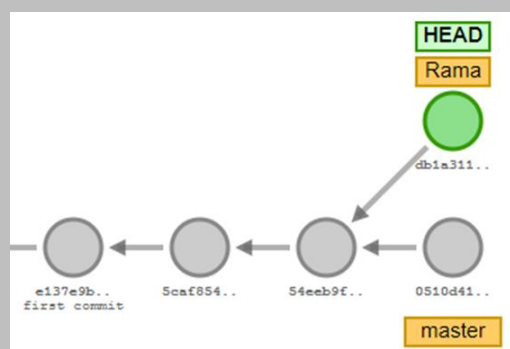 HEAD
Rama
db1a311..
e137e9b..
first commit
5caf854..
54eeb9f..
0510d41..
master